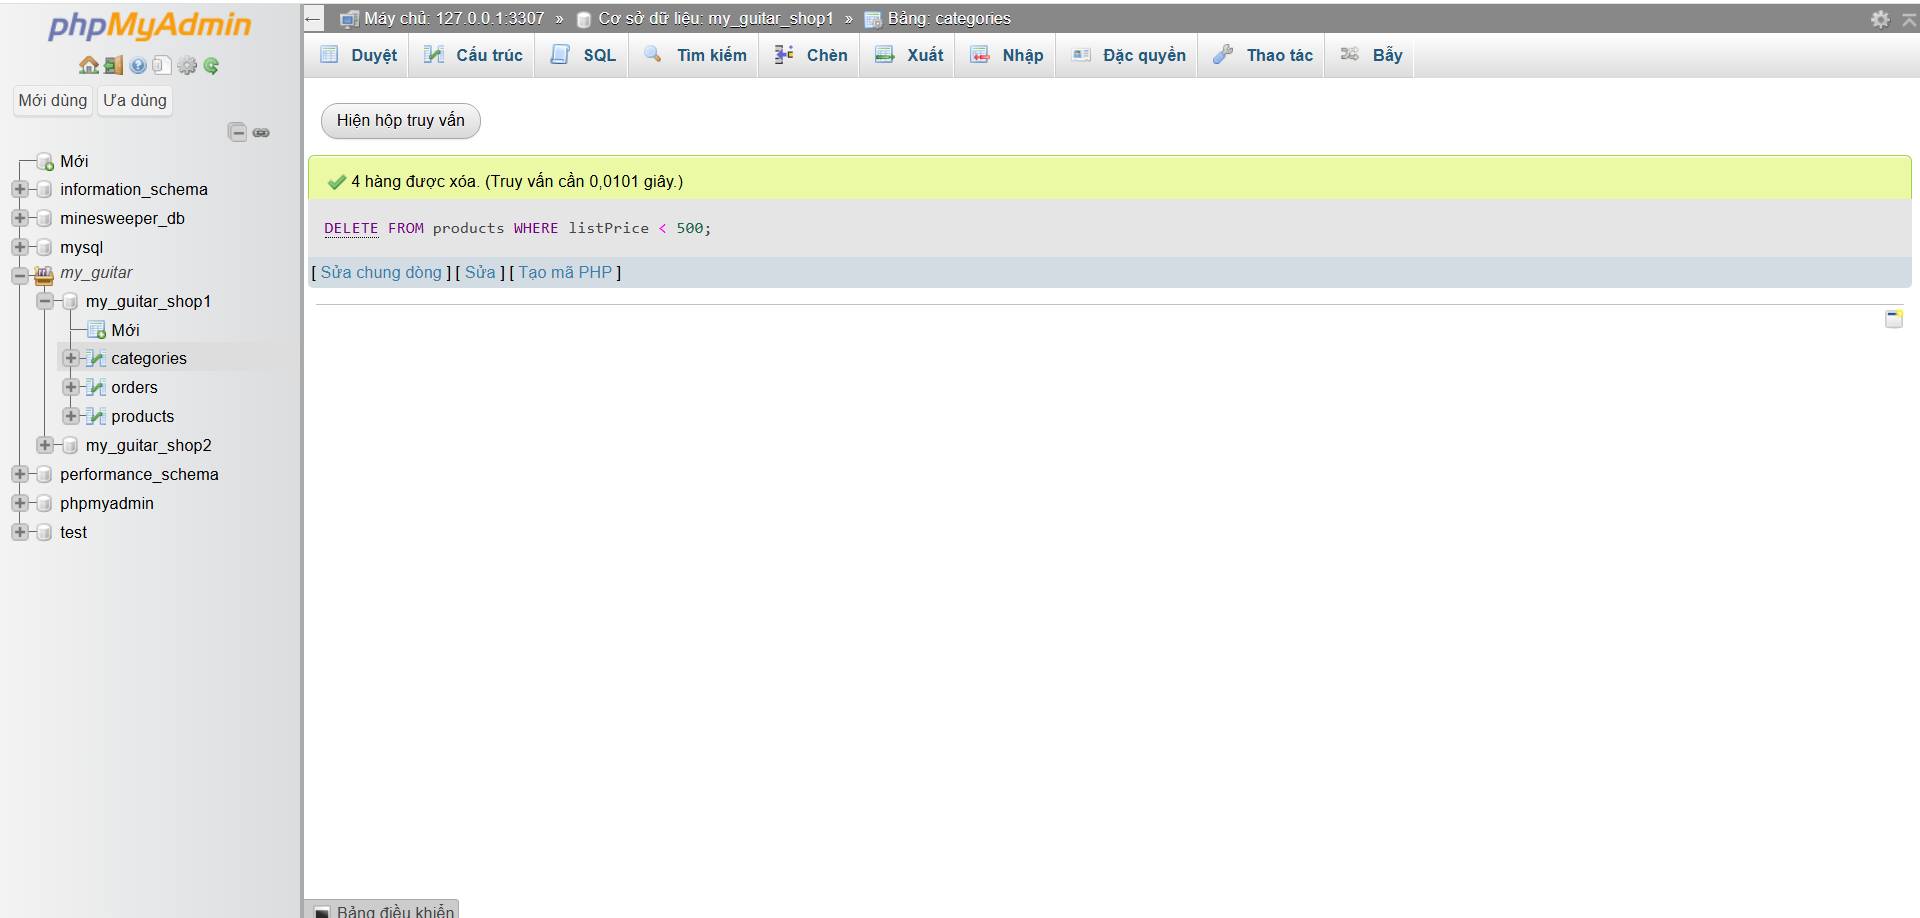 phpMyAdmin
Mới dùng Ưa dùng
Mới
information_schema
minesweeper_db
mysql
my_guitar
my_guitar_shop1
Mới
categories
orders
products
my_guitar_shop2
performance_schema
phpmyadmin
test
← Máy chủ: 127.0.0.1:3307 » Cơ sở dữ liệu: my_guitar_shop1 » Bảng: categories
Duyệt Cấu trúc SQL Tìm kiếm Chèn Xuất Nhập Đặc quyền Thao tác Bẫy
Hiện hộp truy vấn
4 hàng được xóa. (Truy vấn cần 0,0101 giây.)
DELETE FROM products WHERE listPrice < 500;
[ Sửa chung dòng ] [ Sửa ] [ Tạo mã PHP ]
Bảng điều khiển